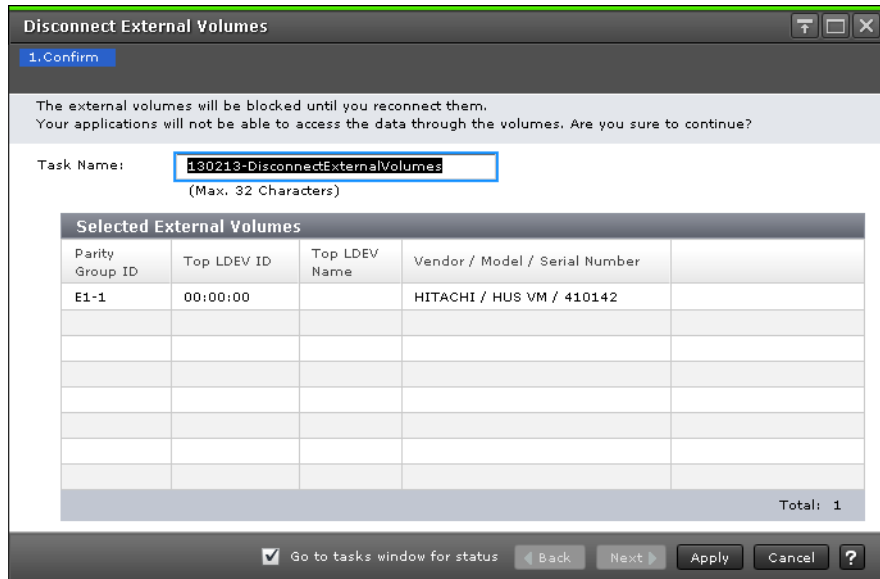 Disconnect External Volumes
1.Confirm
The external volumes will be blocked until you reconnect them.
Your applications will not be able to access the data through the volumes. Are you sure to continue?
Task Name: 130213-DisconnectExternalVolumes
(Max. 32 Characters)
Selected External Volumes
Parity Group ID Top LDEV ID Top LDEV Name Vendor / Model / Serial Number
E1-1 00:00:00 HITACHI / HUS VM / 410142
Total: 1
Go to tasks window for status Back Next Apply Cancel ?